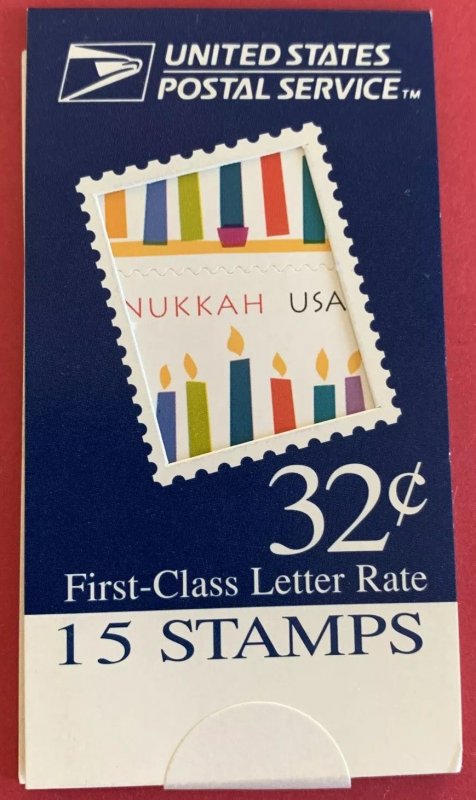 UNITED STATES
POSTAL SERVICE™
NUKKAH USA
32¢
First-Class Letter Rate
15 STAMPS